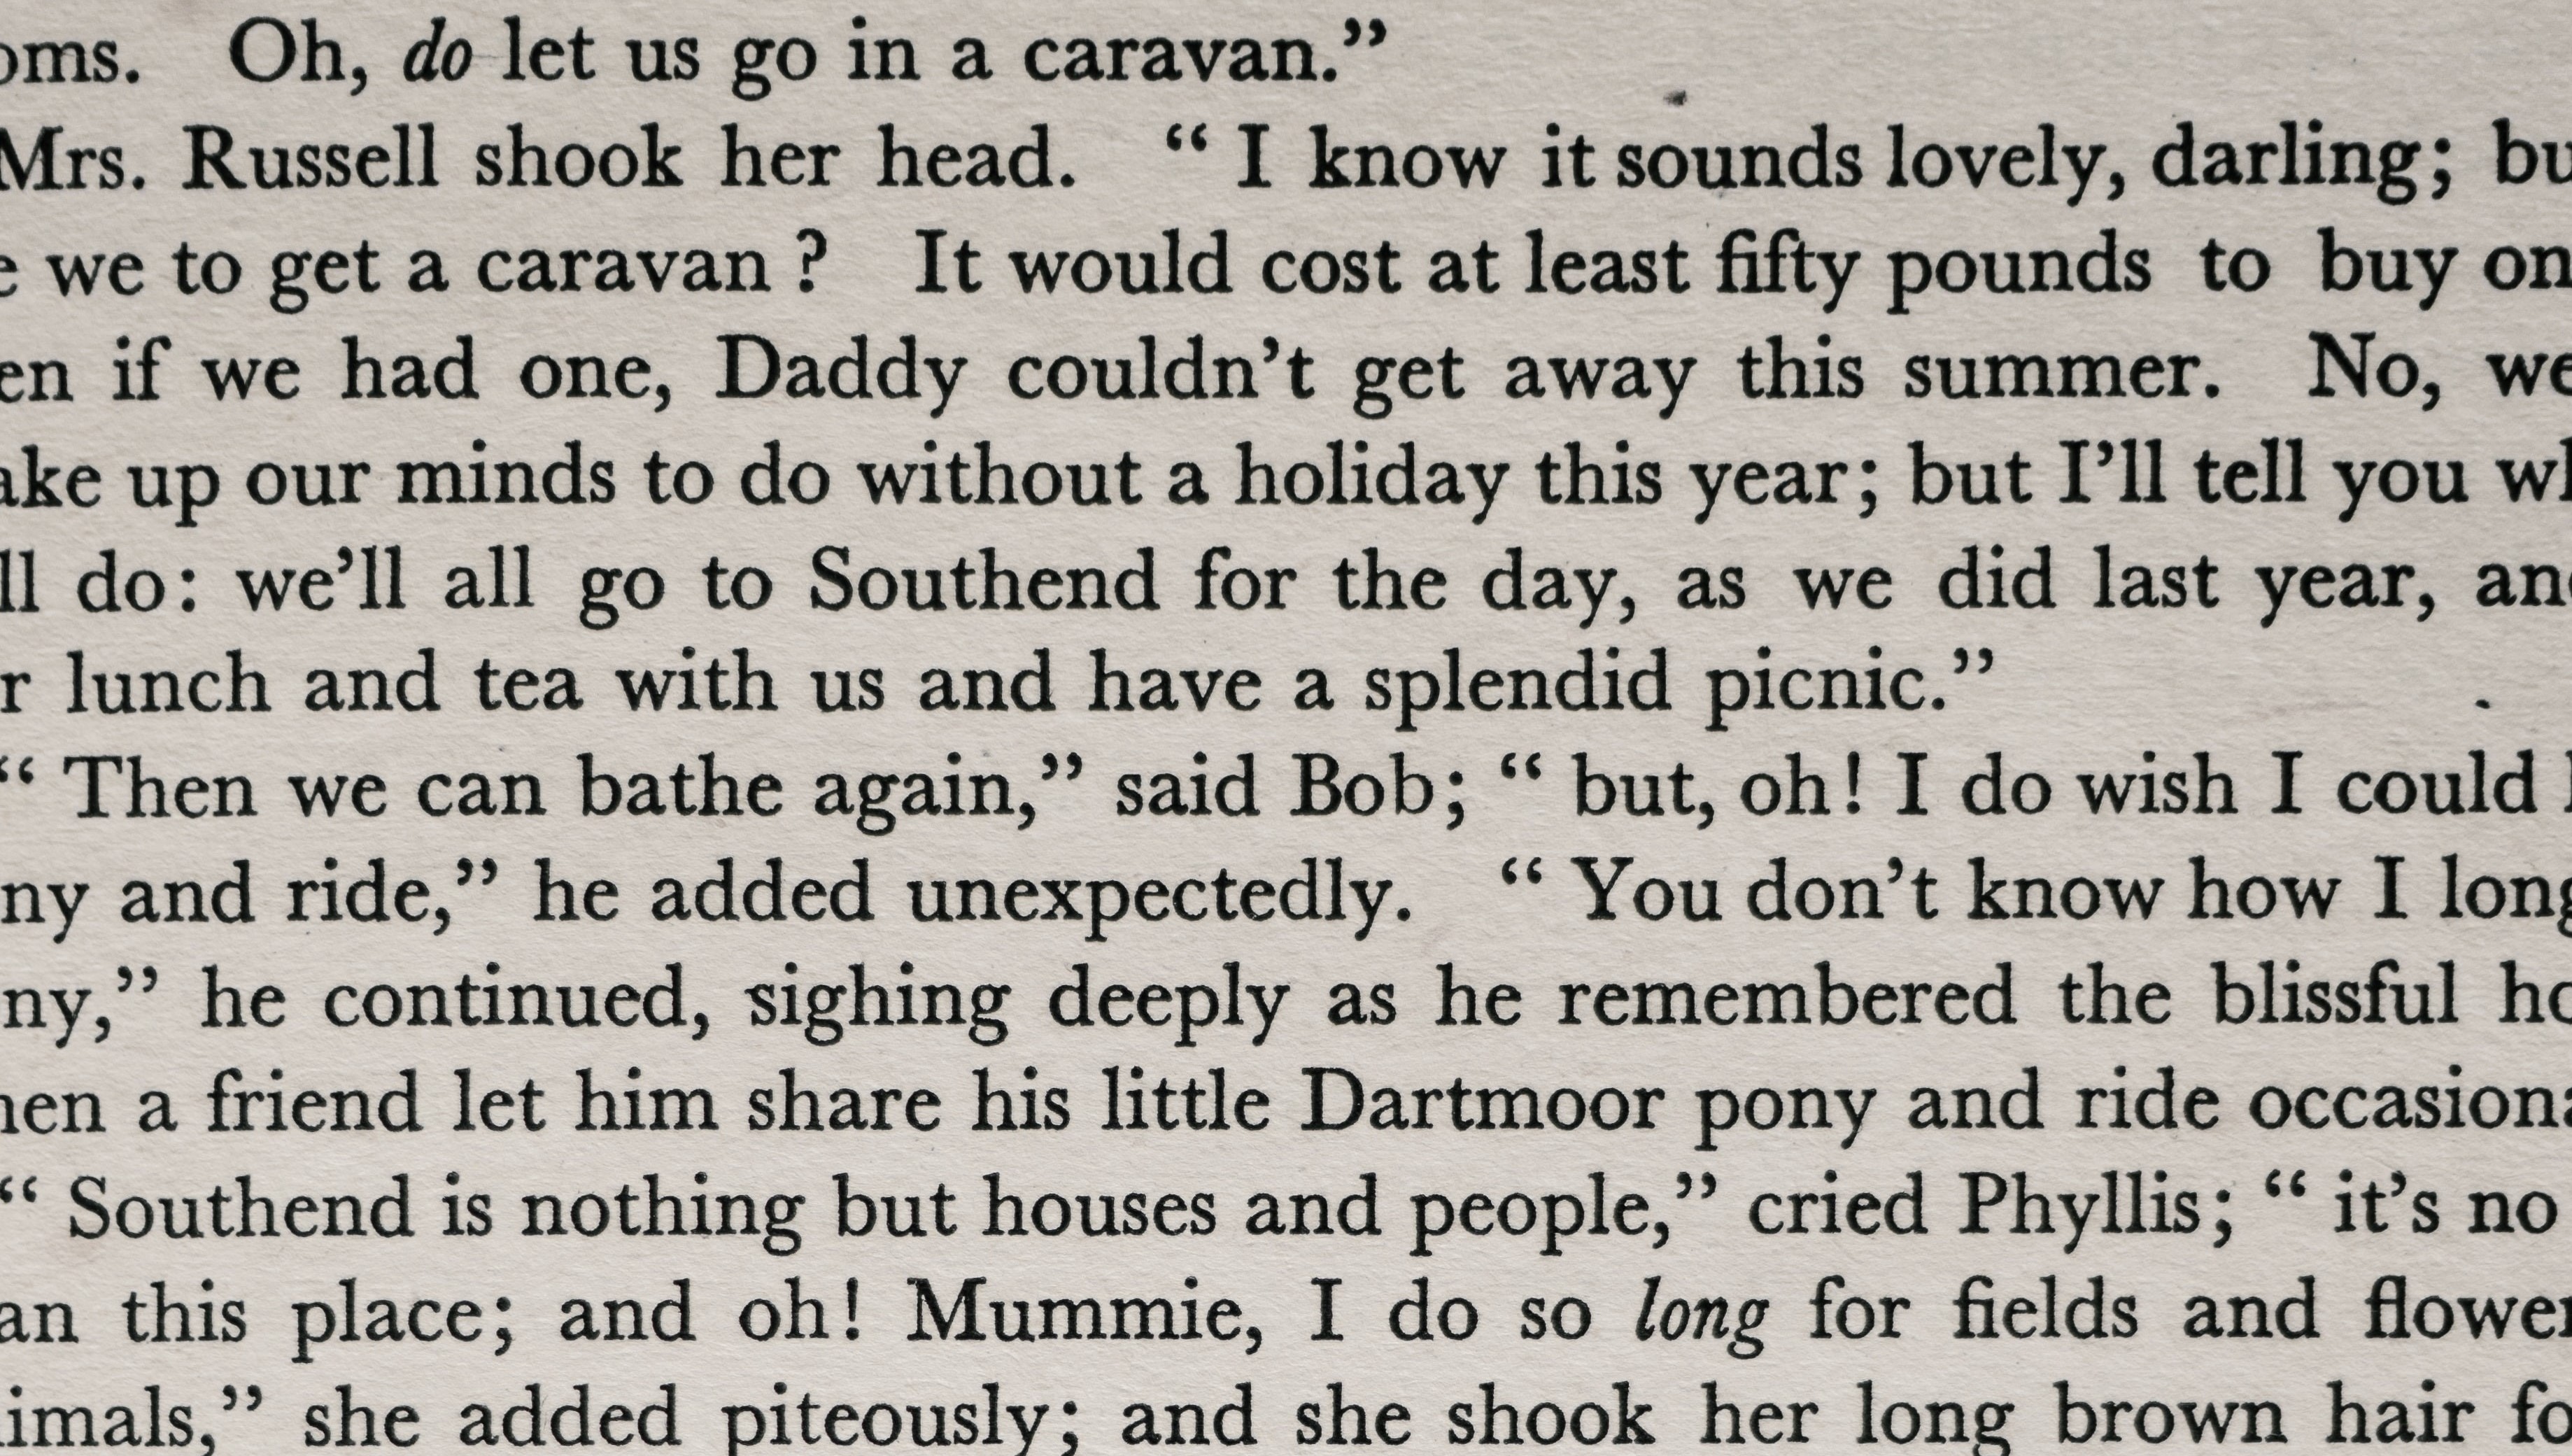 oms. Oh, do let us go in a caravan.”
Mrs. Russell shook her head. “ I know it sounds lovely, darling; bu
e we to get a caravan ? It would cost at least fifty pounds to buy on
en if we had one, Daddy couldn’t get away this summer. No, we
ake up our minds to do without a holiday this year; but I’ll tell you wh
ll do: we’ll all go to Southend for the day, as we did last year, and
r lunch and tea with us and have a splendid picnic.”
“ Then we can bathe again,” said Bob; “ but, oh! I do wish I could
ny and ride,” he added unexpectedly. “ You don’t know how I long
ny,” he continued, sighing deeply as he remembered the blissful ho
hen a friend let him share his little Dartmoor pony and ride occasiona
“ Southend is nothing but houses and people,” cried Phyllis; “ it’s no
an this place; and oh! Mummie, I do so long for fields and flower
imals,” she added piteously; and she shook her long brown hair fo